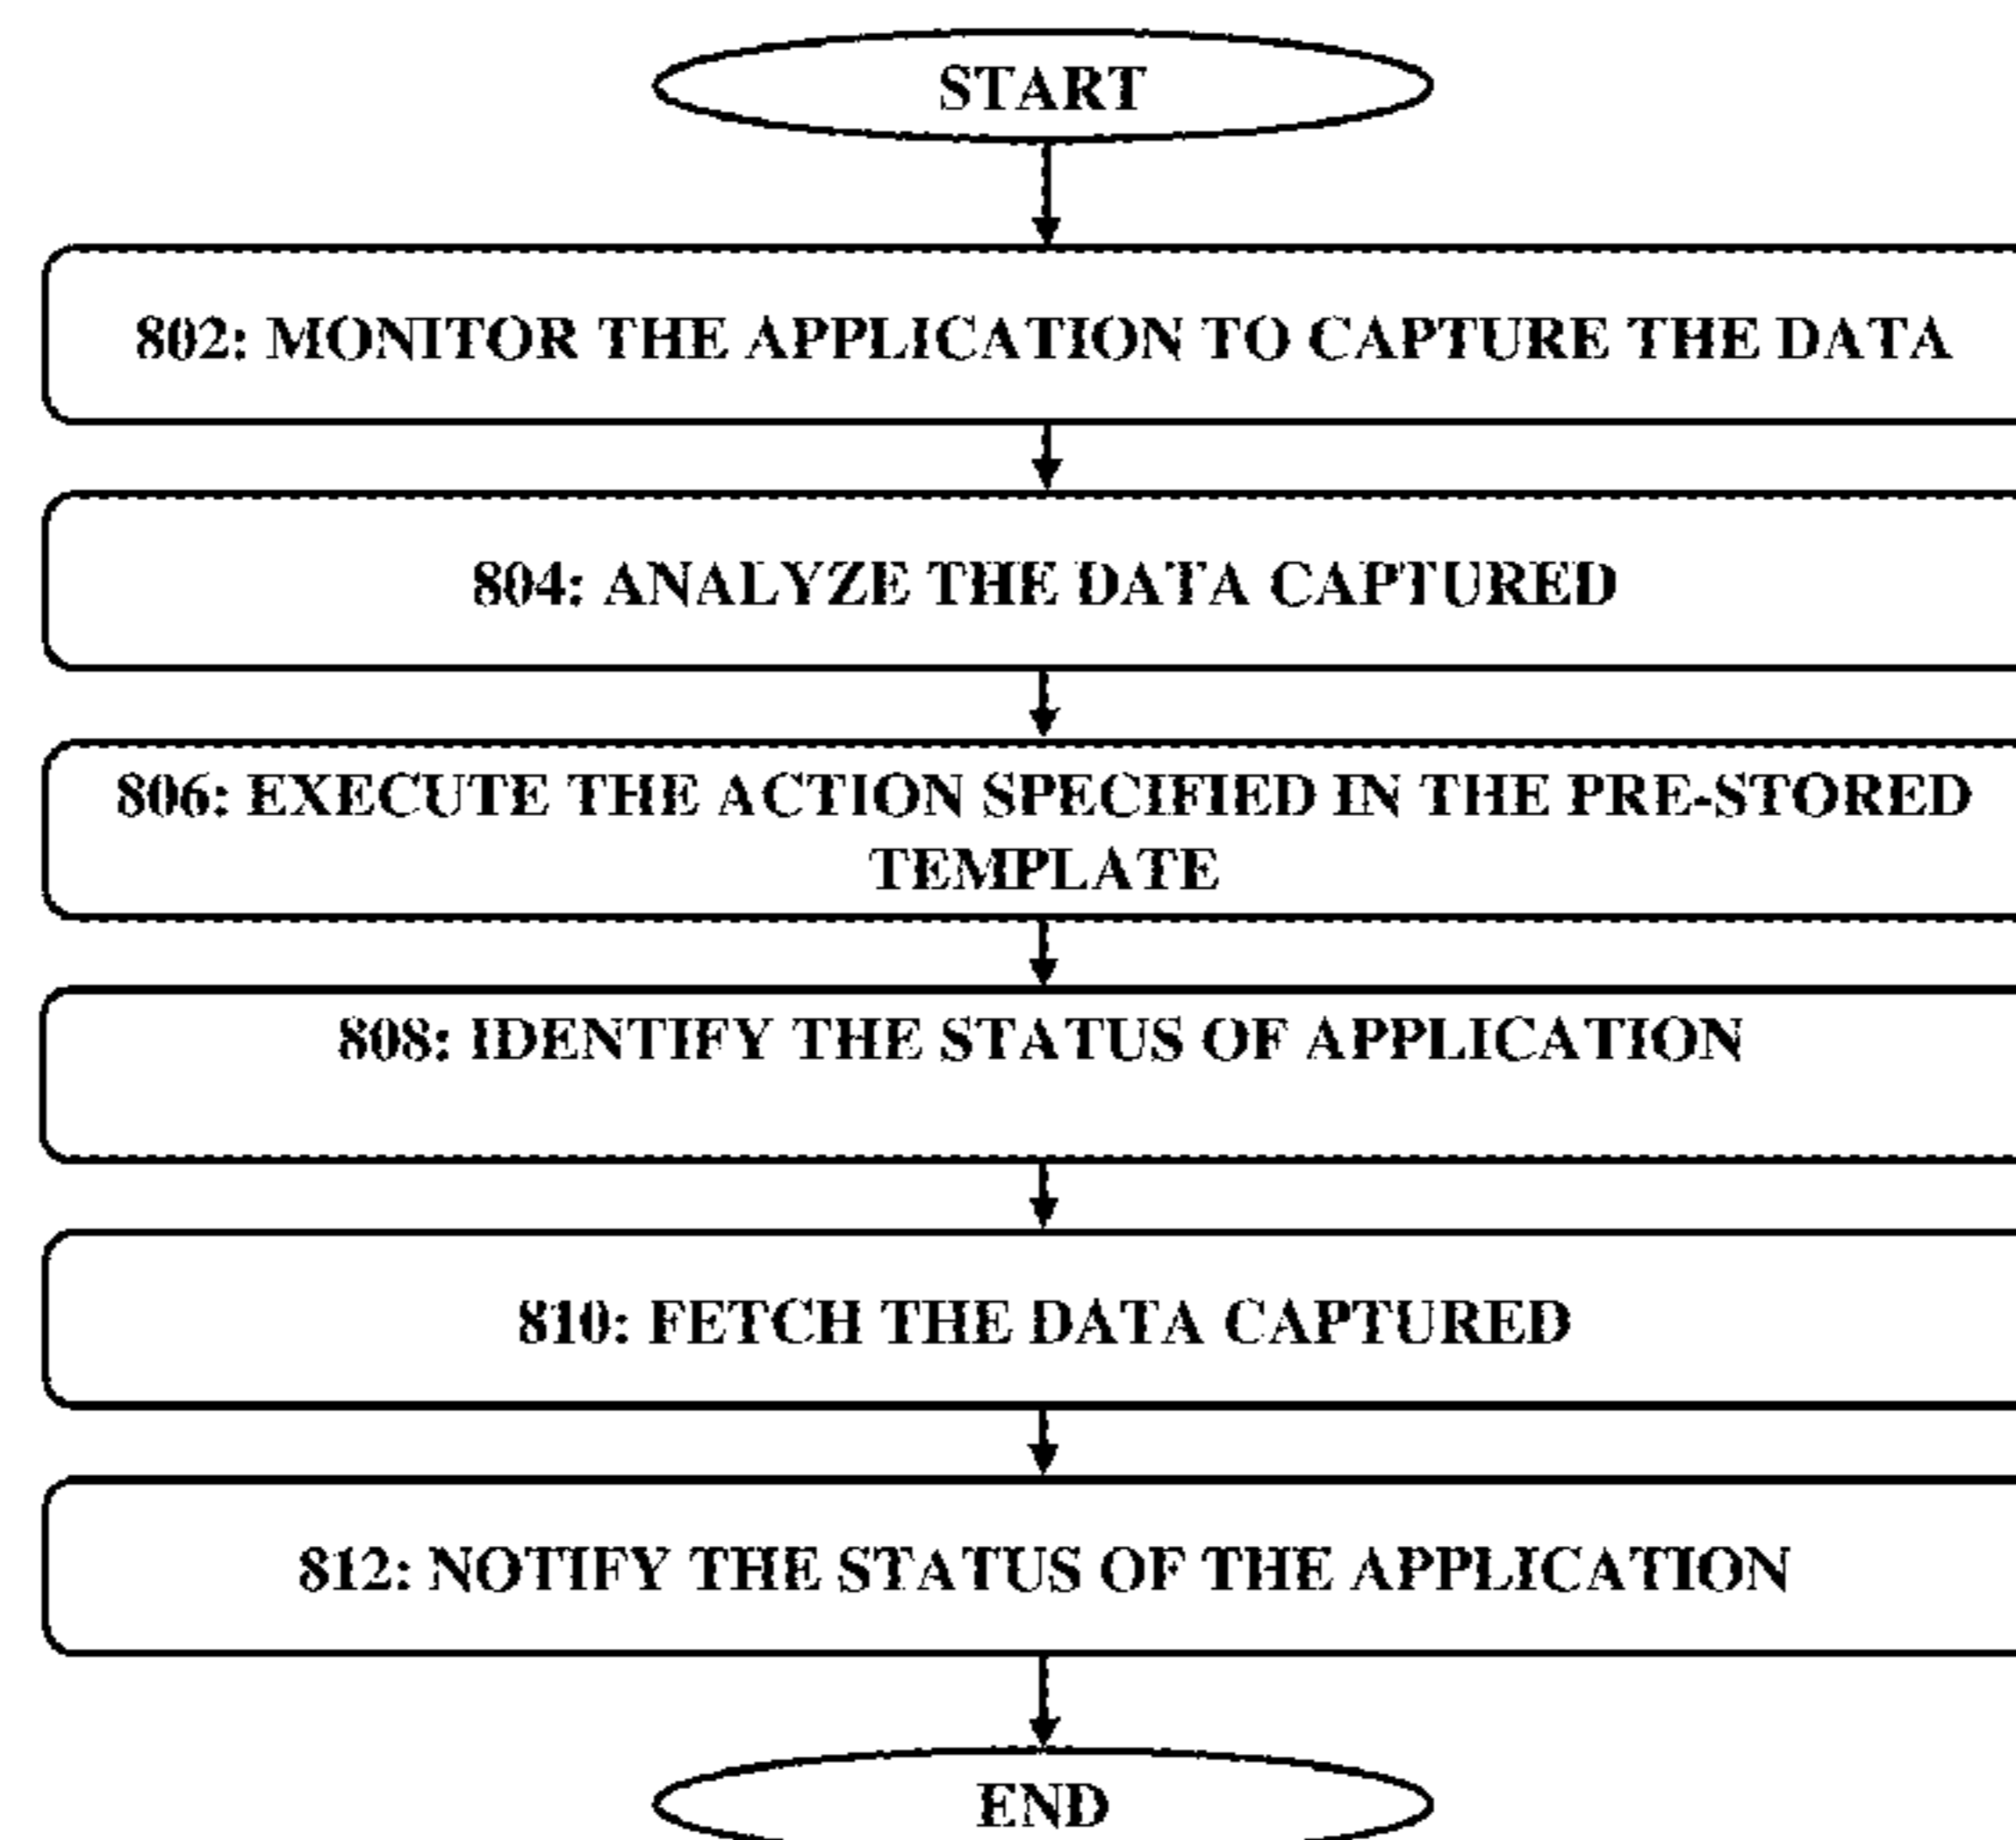 START
802: MONITOR THE APPLICATION TO CAPTURE THE DATA
804: ANALYZE THE DATA CAPTURED
806: EXECUTE THE ACTION SPECIFIED IN THE PRE-STORED
TEMPLATE
808: IDENTIFY THE STATUS OF APPLICATION
810: FETCH THE DATA CAPTURED
812: NOTIFY THE STATUS OF THE APPLICATION
END